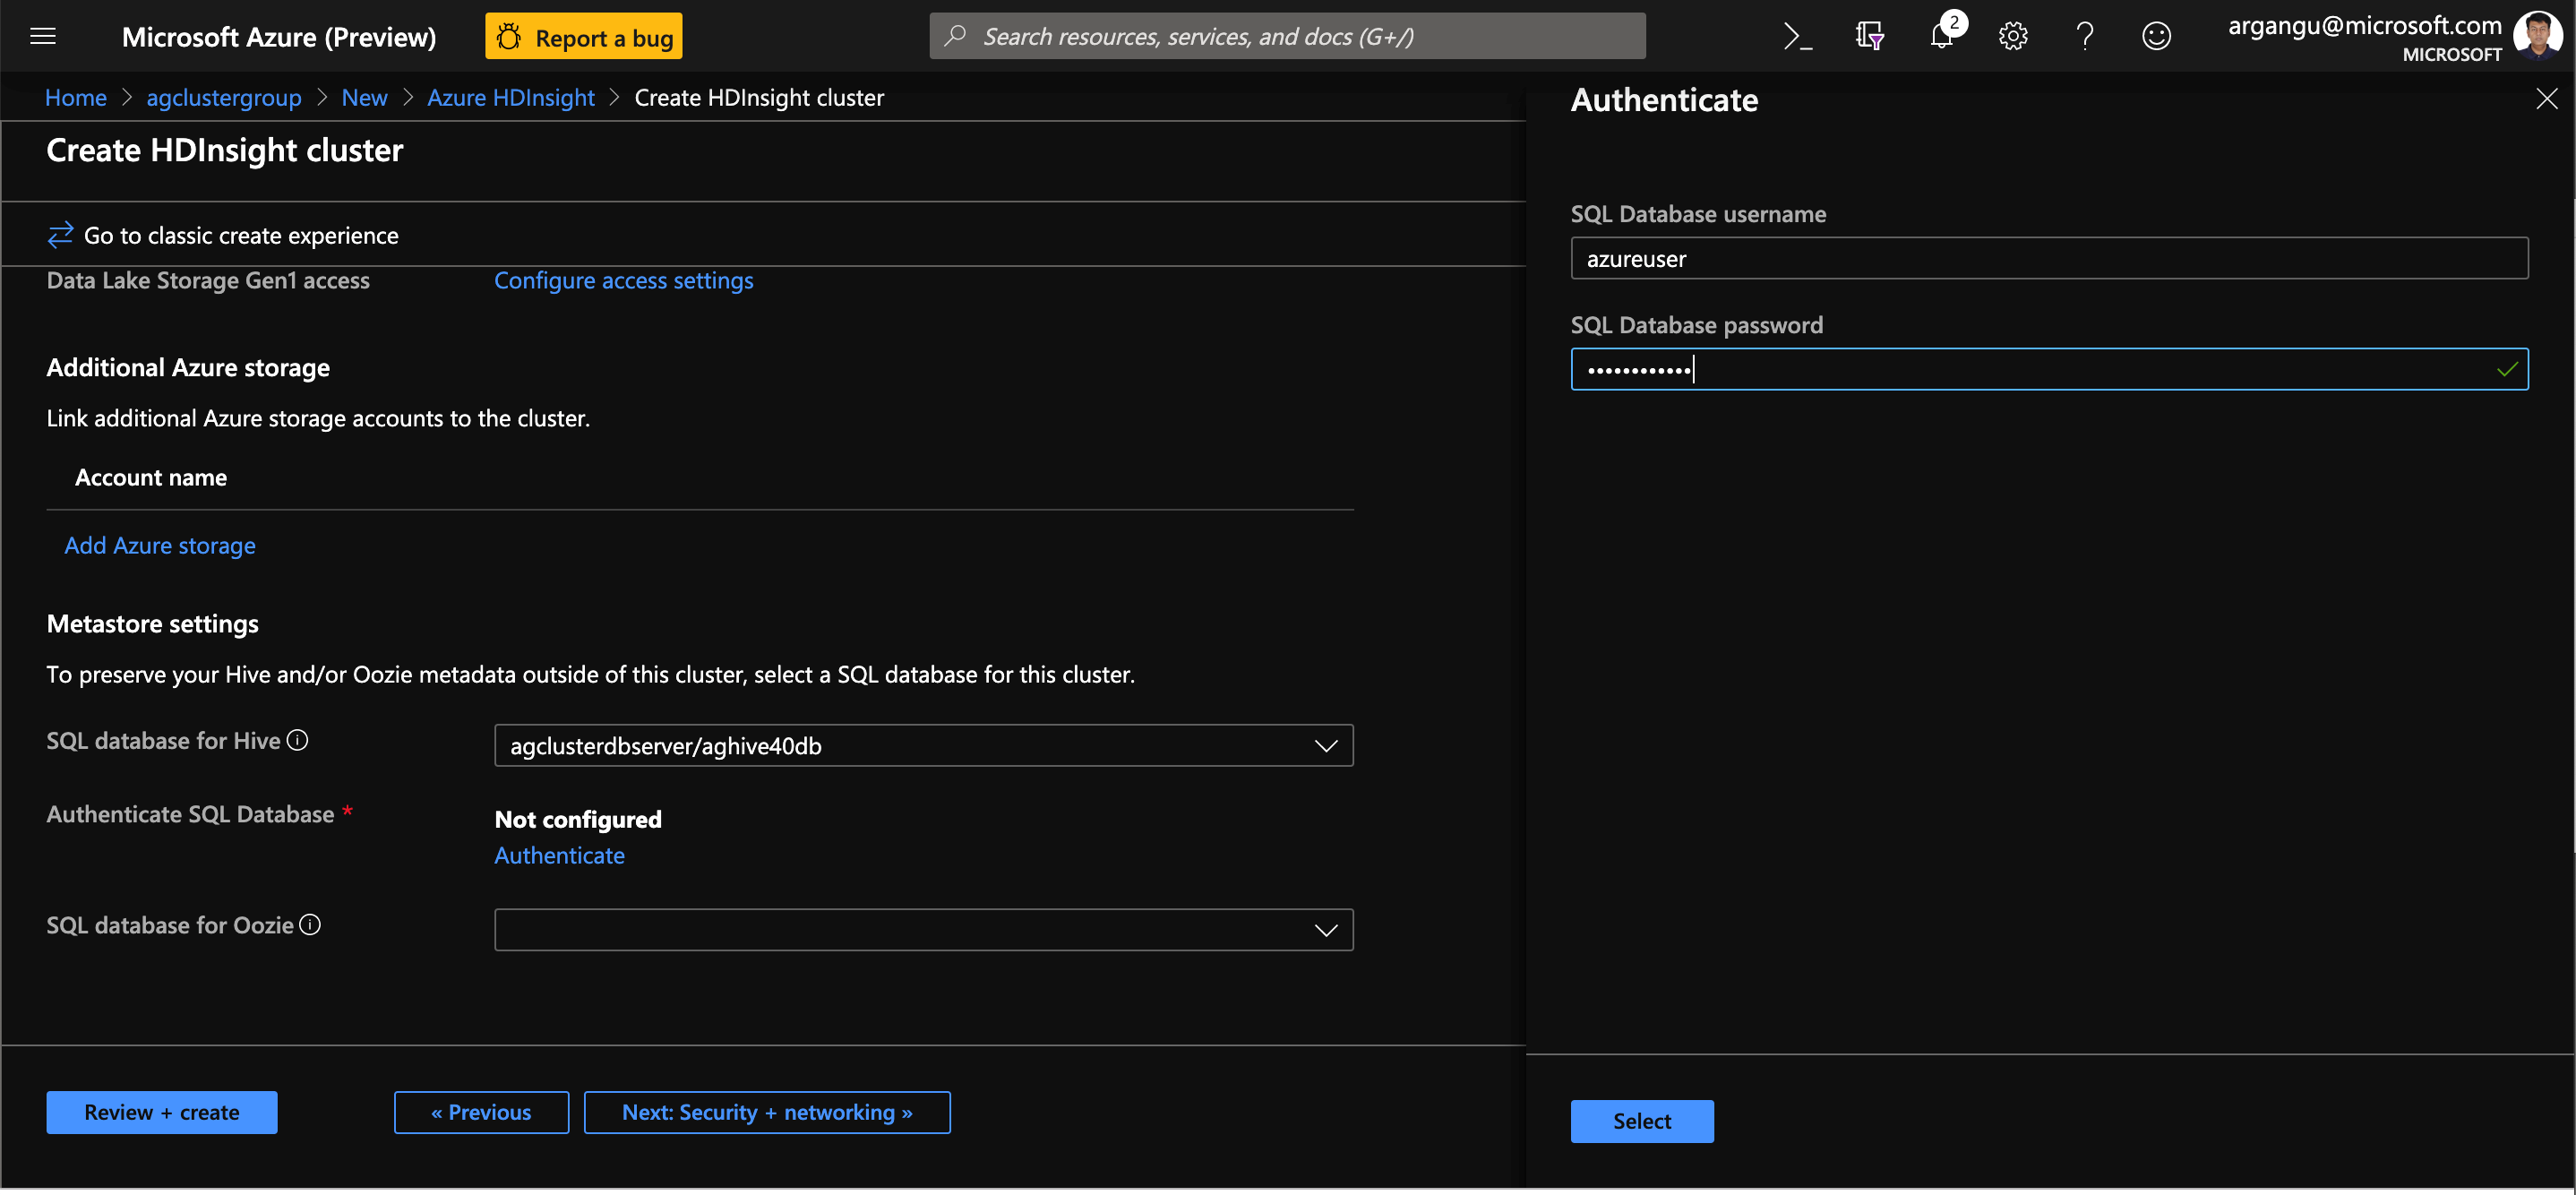 Microsoft Azure (Preview)
Report a bug
Search resources, services, and docs (G+/)
2
argangu@microsoft.com
MICROSOFT
Home > agclustergroup > New > Azure HDInsight > Create HDInsight cluster
Create HDInsight cluster
Go to classic create experience
Data Lake Storage Gen1 access
Configure access settings
Additional Azure storage
Link additional Azure storage accounts to the cluster.
Account name
Add Azure storage
Metastore settings
To preserve your Hive and/or Oozie metadata outside of this cluster, select a SQL database for this cluster.
SQL database for Hive
agclusterdbserver/aghive40db
Authenticate SQL Database *
Not configured
Authenticate
SQL database for Oozie
Review + create
« Previous
Next: Security + networking »
Authenticate
SQL Database username
azureuser
SQL Database password
••••••••••••
Select